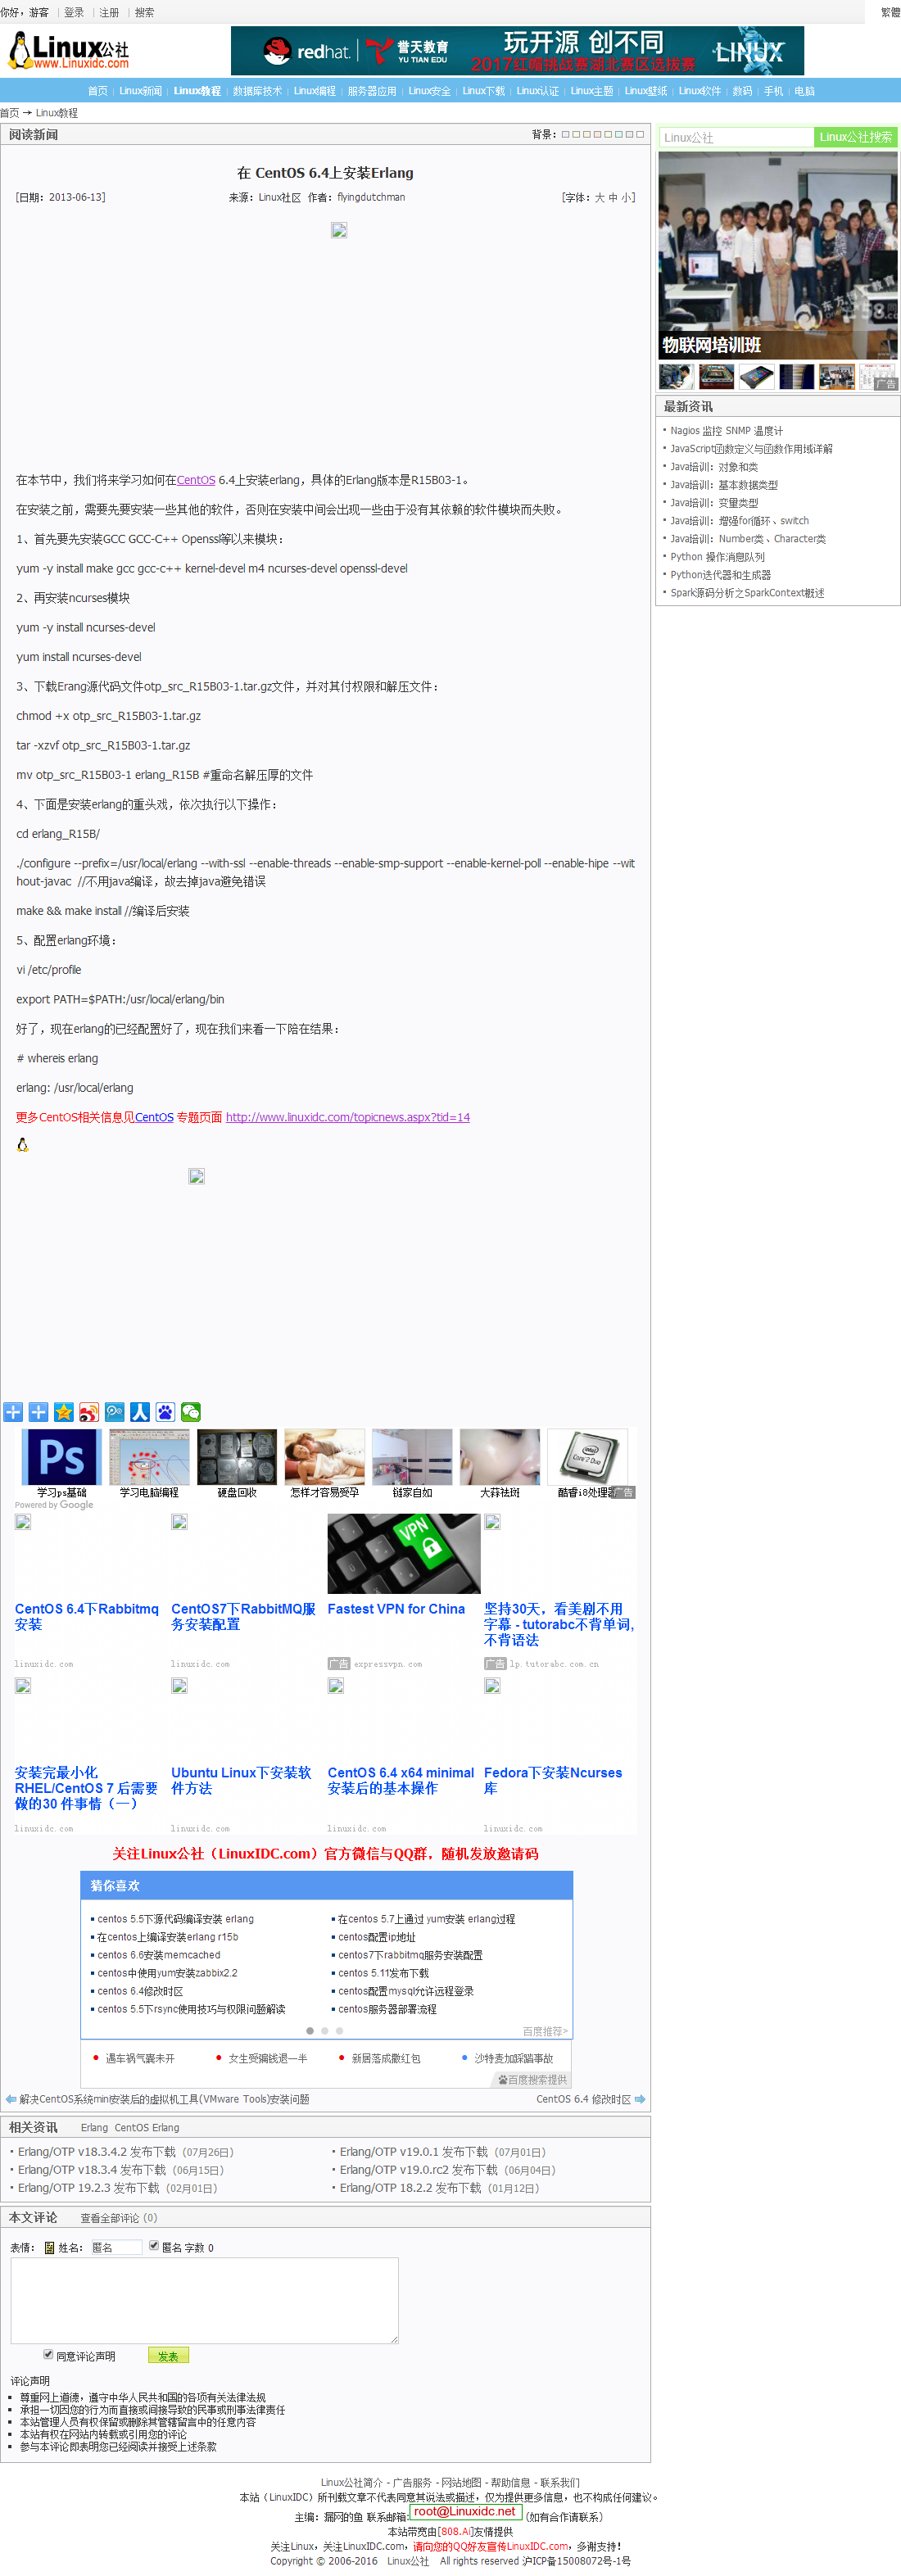 你好，游客 | 登录 | 注册 | 搜索
繁體
Linux公社
www.Linuxidc.com
redhat. 誉天教育 YU TIAN EDU 玩开源 创不同 2017红帽挑战赛湖北赛区选拔赛 LINUX
首页 | Linux新闻 | Linux教程 | 数据库技术 | Linux编程 | 服务器应用 | Linux安全 | Linux下载 | Linux认证 | Linux主题 | Linux壁纸 | Linux软件 | 数码 | 手机 | 电脑
首页 → Linux教程
阅读新闻 背景：
在 CentOS 6.4上安装Erlang
[日期：2013-06-13] 来源：Linux社区 作者：flyingdutchman [字体：大 中 小]
在本节中，我们将来学习如何在CentOS 6.4上安装erlang，具体的Erlang版本是R15B03-1。
在安装之前，需要先要安装一些其他的软件，否则在安装中间会出现一些由于没有其依赖的软件模块而失败。
1、首先要先安装GCC GCC-C++ Openssl等以来模块：
yum -y install make gcc gcc-c++ kernel-devel m4 ncurses-devel openssl-devel
2、再安装ncurses模块
yum -y install ncurses-devel
yum install ncurses-devel
3、下载Erang源代码文件otp_src_R15B03-1.tar.gz文件，并对其付权限和解压文件：
chmod +x otp_src_R15B03-1.tar.gz
tar -xzvf otp_src_R15B03-1.tar.gz
mv otp_src_R15B03-1 erlang_R15B #重命名解压厚的文件
4、下面是安装erlang的重头戏，依次执行以下操作：
cd erlang_R15B/
./configure --prefix=/usr/local/erlang --with-ssl --enable-threads --enable-smp-support --enable-kernel-poll --enable-hipe --wit
hout-javac //不用java编译，故去掉java避免错误
make && make install //编译后安装
5、配置erlang环境：
vi /etc/profile
export PATH=$PATH:/usr/local/erlang/bin
好了，现在erlang的已经配置好了，现在我们来看一下陪在结果：
# whereis erlang
erlang: /usr/local/erlang
更多CentOS相关信息见CentOS 专题页面 http://www.linuxidc.com/topicnews.aspx?tid=14
Linux公社 Linux公社搜索
物联网培训班
广告
最新资讯
Nagios 监控 SNMP 温度计
JavaScript函数定义与函数作用域详解
Java培训：对象和类
Java培训：基本数据类型
Java培训：变量类型
Java培训：增强for循环、switch
Java培训：Number类、Character类
Python 操作消息队列
Python迭代器和生成器
Spark源码分析之SparkContext概述
Ps
intel Core 2 Duo
学习ps基础 学习电脑编程 硬盘回收 怎样才容易受孕 链家自如 大蒜祛斑 酷睿i8处理器 广告
Powered by Google
VPN
CentOS 6.4下Rabbitmq
安装
linuxidc.com
CentOS7下RabbitMQ服
务安装配置
linuxidc.com
Fastest VPN for China
广告 expressvpn.com
坚持30天，看美剧不用
字幕 - tutorabc不背单词,
不背语法
广告 lp.tutorabc.com.cn
安装完最小化
RHEL/CentOS 7 后需要
做的30 件事情（一）
linuxidc.com
Ubuntu Linux下安装软
件方法
linuxidc.com
CentOS 6.4 x64 minimal
安装后的基本操作
linuxidc.com
Fedora下安装Ncurses
库
linuxidc.com
关注Linux公社（LinuxIDC.com）官方微信与QQ群，随机发放邀请码
猜你喜欢
centos 5.5下源代码编译安装 erlang 在centos 5.7上通过 yum安装 erlang过程
在centos上编译安装erlang r15b centos配置ip地址
centos 6.6安装memcached centos7下rabbitmq服务安装配置
centos中使用yum安装zabbix2.2 centos 5.11发布下载
centos 6.4修改时区 centos配置mysql允许远程登录
centos 5.5下rsync使用技巧与权限问题解读 centos服务器部署流程
百度推荐>
遇车祸气囊未开 女生受骗钱退一半 新居落成撒红包 沙特麦加踩踏事故
百度搜索提供
解决CentOS系统mini安装后的虚拟机工具(VMware Tools)安装问题 CentOS 6.4 修改时区
相关资讯 Erlang CentOS Erlang
Erlang/OTP v18.3.4.2 发布下载 (07月26日) Erlang/OTP v19.0.1 发布下载 (07月01日)
Erlang/OTP v18.3.4 发布下载 (06月15日) Erlang/OTP v19.0.rc2 发布下载 (06月04日)
Erlang/OTP 19.2.3 发布下载 (02月01日) Erlang/OTP 18.2.2 发布下载 (01月12日)
本文评论 查看全部评论 (0)
表情： 姓名： 匿名 匿名 字数 0
同意评论声明 发表
评论声明
尊重网上道德，遵守中华人民共和国的各项有关法律法规
承担一切因您的行为而直接或间接导致的民事或刑事法律责任
本站管理人员有权保留或删除其管辖留言中的任意内容
本站有权在网站内转载或引用您的评论
参与本评论即表明您已经阅读并接受上述条款
Linux公社简介 - 广告服务 - 网站地图 - 帮助信息 - 联系我们
本站（LinuxIDC）所刊载文章不代表同意其说法或描述，仅为提供更多信息，也不构成任何建议。
主编：漏网的鱼 联系邮箱:root@Linuxidc.net（如有合作请联系）
本站带宽由[808.Ai]友情提供
关注Linux，关注LinuxIDC.com，请向您的QQ好友宣传LinuxIDC.com，多谢支持！
Copyright © 2006-2016 Linux公社 All rights reserved 沪ICP备15008072号-1号